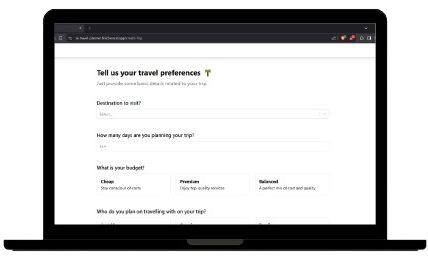 Tell us your travel preferences 🌴
Just provide some basic details related to your trip.
Destination to visit?
Select...
How many days are you planning your trip?
What is your budget?
Cheap
Stay conscious of costs
Premium
Enjoy top-quality services
Balanced
A perfect mix of cost and quality
Who do you plan on travelling with on your trip?